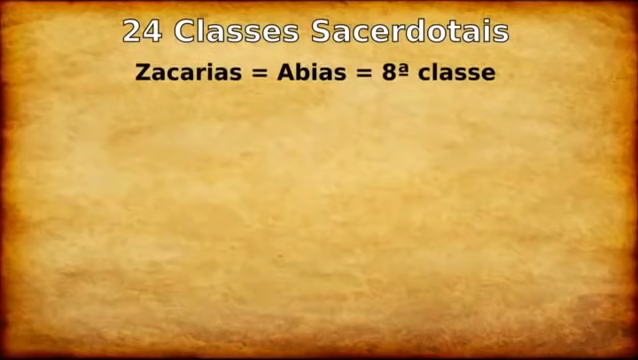 24 Classes Sacerdotais
Zacarias = Abias = 8ª classe